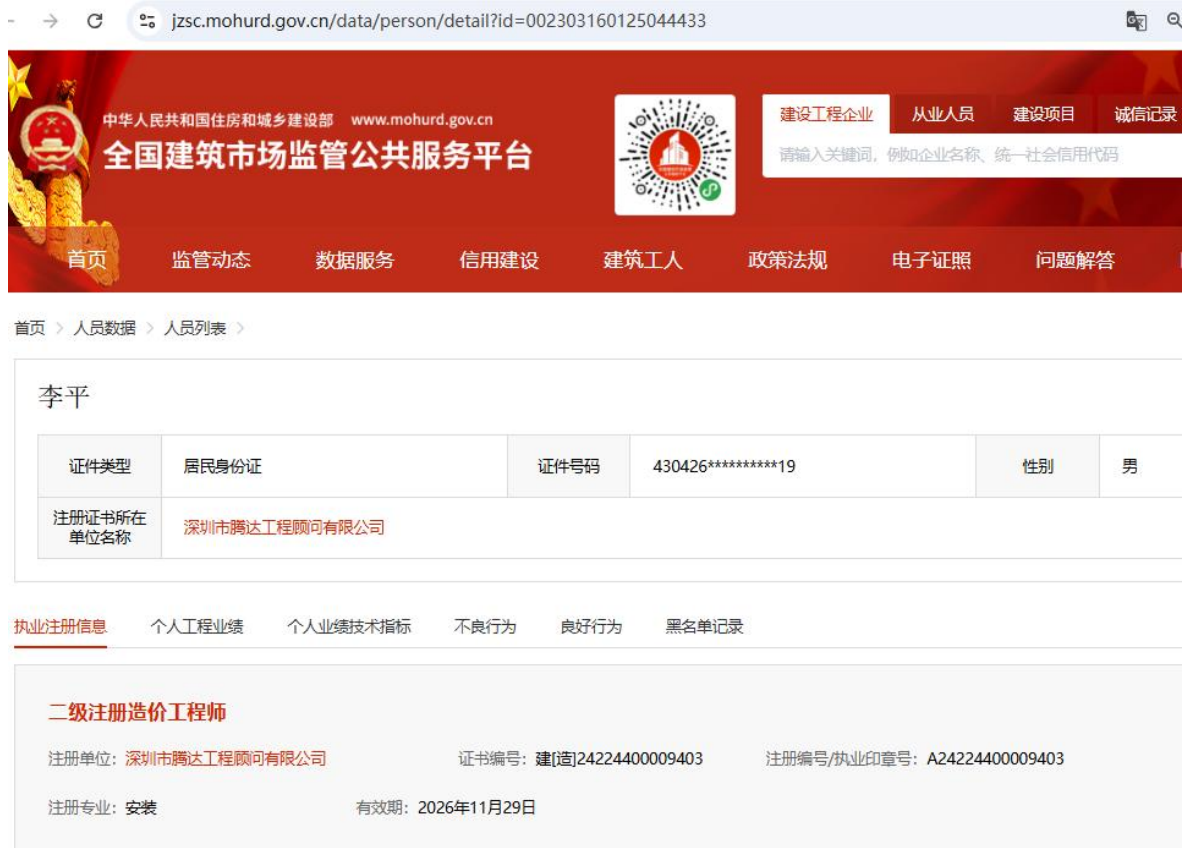 jzsc.mohurd.gov.cn/data/person/detail?id=002303160125044433
中华人民共和国住房和城乡建设部 www.mohurd.gov.cn
全国建筑市场监管公共服务平台
建设工程企业 从业人员 建设项目 诚信记录
请输入关键词，例如企业名称、统一社会信用代码
首页 监管动态 数据服务 信用建设 建筑工人 政策法规 电子证照 问题解答
首页 > 人员数据 > 人员列表 >
李平
证件类型 居民身份证 证件号码 430426**********19 性别 男
注册证书所在
单位名称
深圳市腾达工程顾问有限公司
执业注册信息 个人工程业绩 个人业绩技术指标 不良行为 良好行为 黑名单记录
二级注册造价工程师
注册单位：深圳市腾达工程顾问有限公司 证书编号：建[造]24224400009403 注册编号/执业印章号：A24224400009403
注册专业：安装 有效期：2026年11月29日